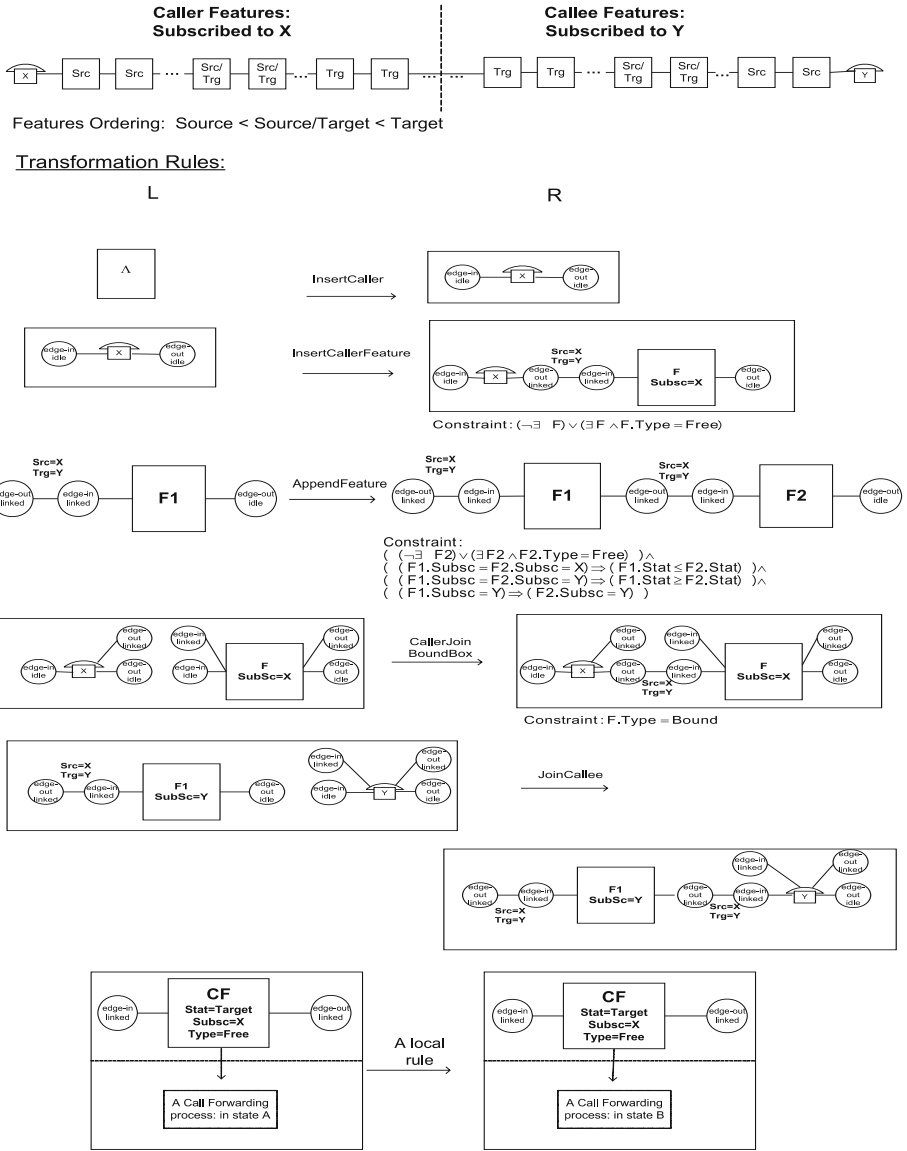 Caller Features:
Subscribed to X
Callee Features:
Subscribed to Y
X Src Src ... Src/Trg Src/Trg ... Trg Trg ... ... Trg Trg ... Src/Trg Src/Trg ... Src Src Y
Features Ordering: Source < Source/Target < Target
Transformation Rules:
L R
Λ
InsertCaller
edge-in idle X edge-out idle
edge-in idle X edge-out idle
InsertCallerFeature
Src=X
Trg=Y
edge-in idle X edge-out linked edge-in linked F Subsc=X edge-out idle
Constraint: (¬∃ F) ∨ (∃F ∧ F.Type = Free)
Src=X
Trg=Y
edge-out linked edge-in linked F1 edge-out idle
AppendFeature
Src=X
Trg=Y
Src=X
Trg=Y
edge-out linked edge-in linked F1 edge-out linked edge-in linked F2 edge-out idle
Constraint:
( (¬∃ F2) ∨ (∃F2 ∧ F2.Type = Free) ) ∧
( ( F1.Subsc = F2.Subsc = X) ⇒ ( F1.Stat ≤ F2.Stat) ) ∧
( ( F1.Subsc = F2.Subsc = Y) ⇒ ( F1.Stat ≥ F2.Stat) ) ∧
( ( F1.Subsc = Y) ⇒ ( F2.Subsc = Y) )
edge-out linked edge-in linked edge-out linked
edge-in idle X edge-out idle edge-in idle F SubSc=X edge-out idle
CallerJoin
BoundBox
edge-out linked edge-in linked edge-out linked
edge-in idle X edge-out linked edge-in linked F SubSc=X edge-out idle
Src=X
Trg=Y
Constraint: F.Type = Bound
Src=X
Trg=Y
edge-out linked edge-in linked F1 SubSc=Y edge-out idle
edge-in linked edge-out linked
edge-in idle Y edge-out idle
JoinCallee
edge-in linked edge-out linked
edge-out linked edge-in linked F1 SubSc=Y edge-out linked edge-in linked Y edge-out idle
Src=X
Trg=Y
Src=X
Trg=Y
edge-in linked
CF
Stat=Target
Subsc=X
Type=Free
edge-out linked
A Call Forwarding
process: in state A
A local
rule
edge-in linked
CF
Stat=Target
Subsc=X
Type=Free
edge-out linked
A Call Forwarding
process: in state B